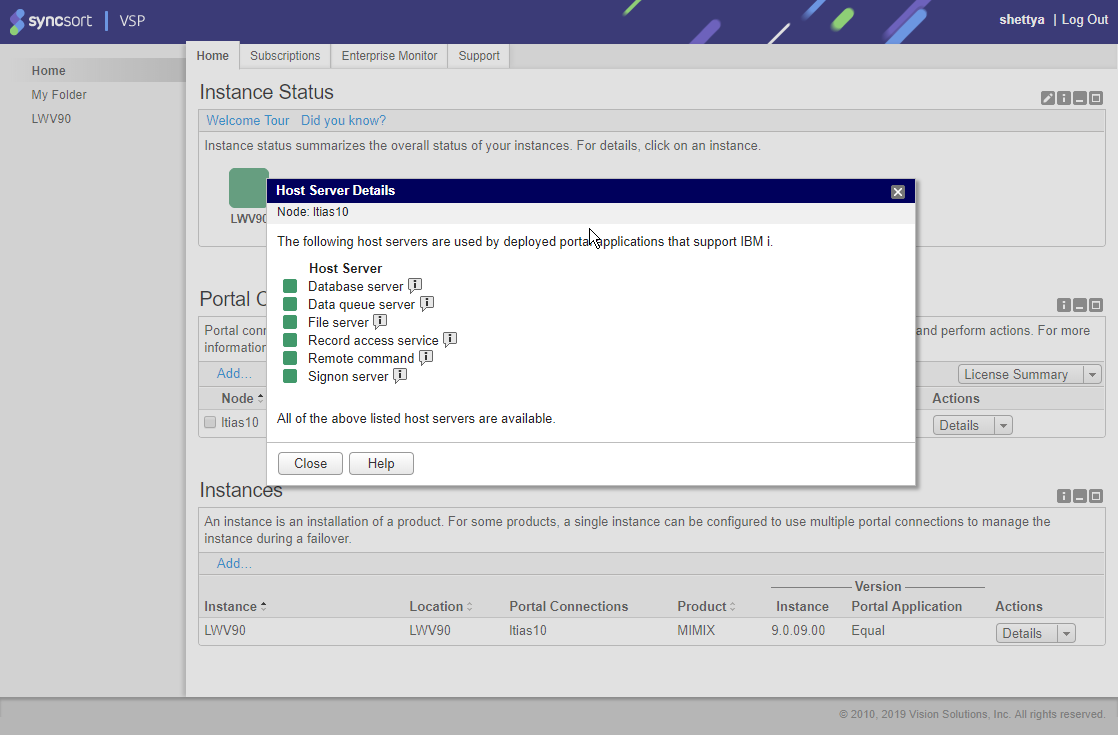 syncsort | VSP
shettya | Log Out
Home
My Folder
LWV90
Home Subscriptions Enterprise Monitor Support
Instance Status
Welcome Tour Did you know?
Instance status summarizes the overall status of your instances. For details, click on an instance.
LWV90
Host Server Details
Node: ltias10
The following host servers are used by deployed portal applications that support IBM i.
Host Server
Database server
Data queue server
File server
Record access service
Remote command
Signon server
All of the above listed host servers are available.
Close Help
Portal C
Portal conn and perform actions. For more
information
Add...
License Summary
Node Actions
ltias10 Details
Instances
An instance is an installation of a product. For some products, a single instance can be configured to use multiple portal connections to manage the
instance during a failover.
Add...
Version
Instance Location Portal Connections Product Instance Portal Application Actions
LWV90 LWV90 ltias10 MIMIX 9.0.09.00 Equal Details
© 2010, 2019 Vision Solutions, Inc. All rights reserved.